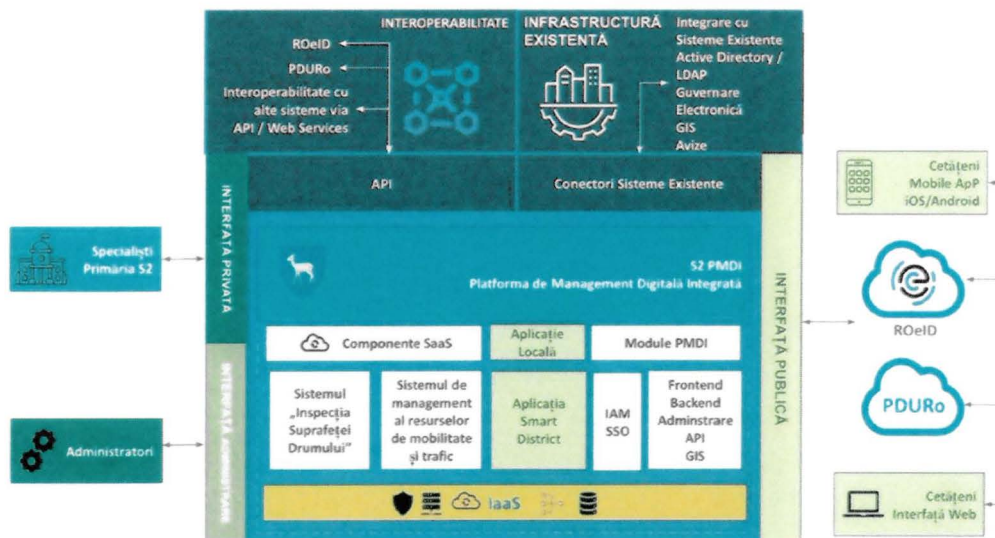 INTEROPERABILITATE
ROeID
PDURo
Interoperabilitate cu
alte sisteme via
API / Web Services
INFRASTRUCTURĂ
EXISTENTĂ
Integrare cu
Sisteme Existente
Active Directory /
LDAP
Guvernare
Electronică
GIS
Avize
API
Conectori Sisteme Existente
INTERFAȚĂ PRIVATĂ
Specialiști
Primăria S2
S2 PMDI
Platforma de Management Digitală Integrată
Componente SaaS
Aplicație
Locală
Module PMDI
Sistemul
„Inspecția
Suprafeței
Drumului”
Sistemul de
management
al resurselor
de mobilitate
și trafic
Aplicația
Smart
District
IAM
SSO
Frontend
Backend
Adminstrare
API
GIS
IaaS
INTERFAȚĂ ADMINISTRARE
Administratori
INTERFAȚĂ PUBLICĂ
Cetățeni
Mobile ApP
iOS/Android
ROeID
PDURo
Cetățeni
Interfață Web